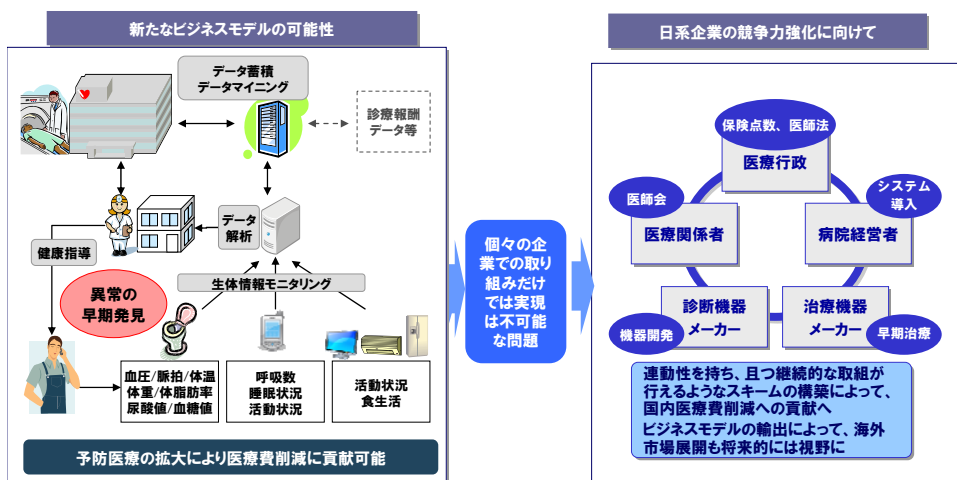 新たなビジネスモデルの可能性
データ蓄積
データマイニング
診療報酬
データ等
データ
解析
健康指導
生体情報モニタリング
異常の
早期発見
血圧/脈拍/体温
体重/体脂肪率
尿酸値/血糖値
呼吸数
睡眠状況
活動状況
活動状況
食生活
予防医療の拡大により医療費削減に貢献可能
個々の企
業での取り
組みだけ
では実現
は不可能
な問題
日系企業の競争力強化に向けて
保険点数、医師法
医療行政
医師会
医療関係者
システム
導入
病院経営者
診断機器
メーカー
機器開発
治療機器
メーカー
早期治療
連動性を持ち、且つ継続的な取組が
行えるようなスキームの構築によって、
国内医療費削減への貢献へ
ビジネスモデルの輸出によって、海外
市場展開も将来的には視野に